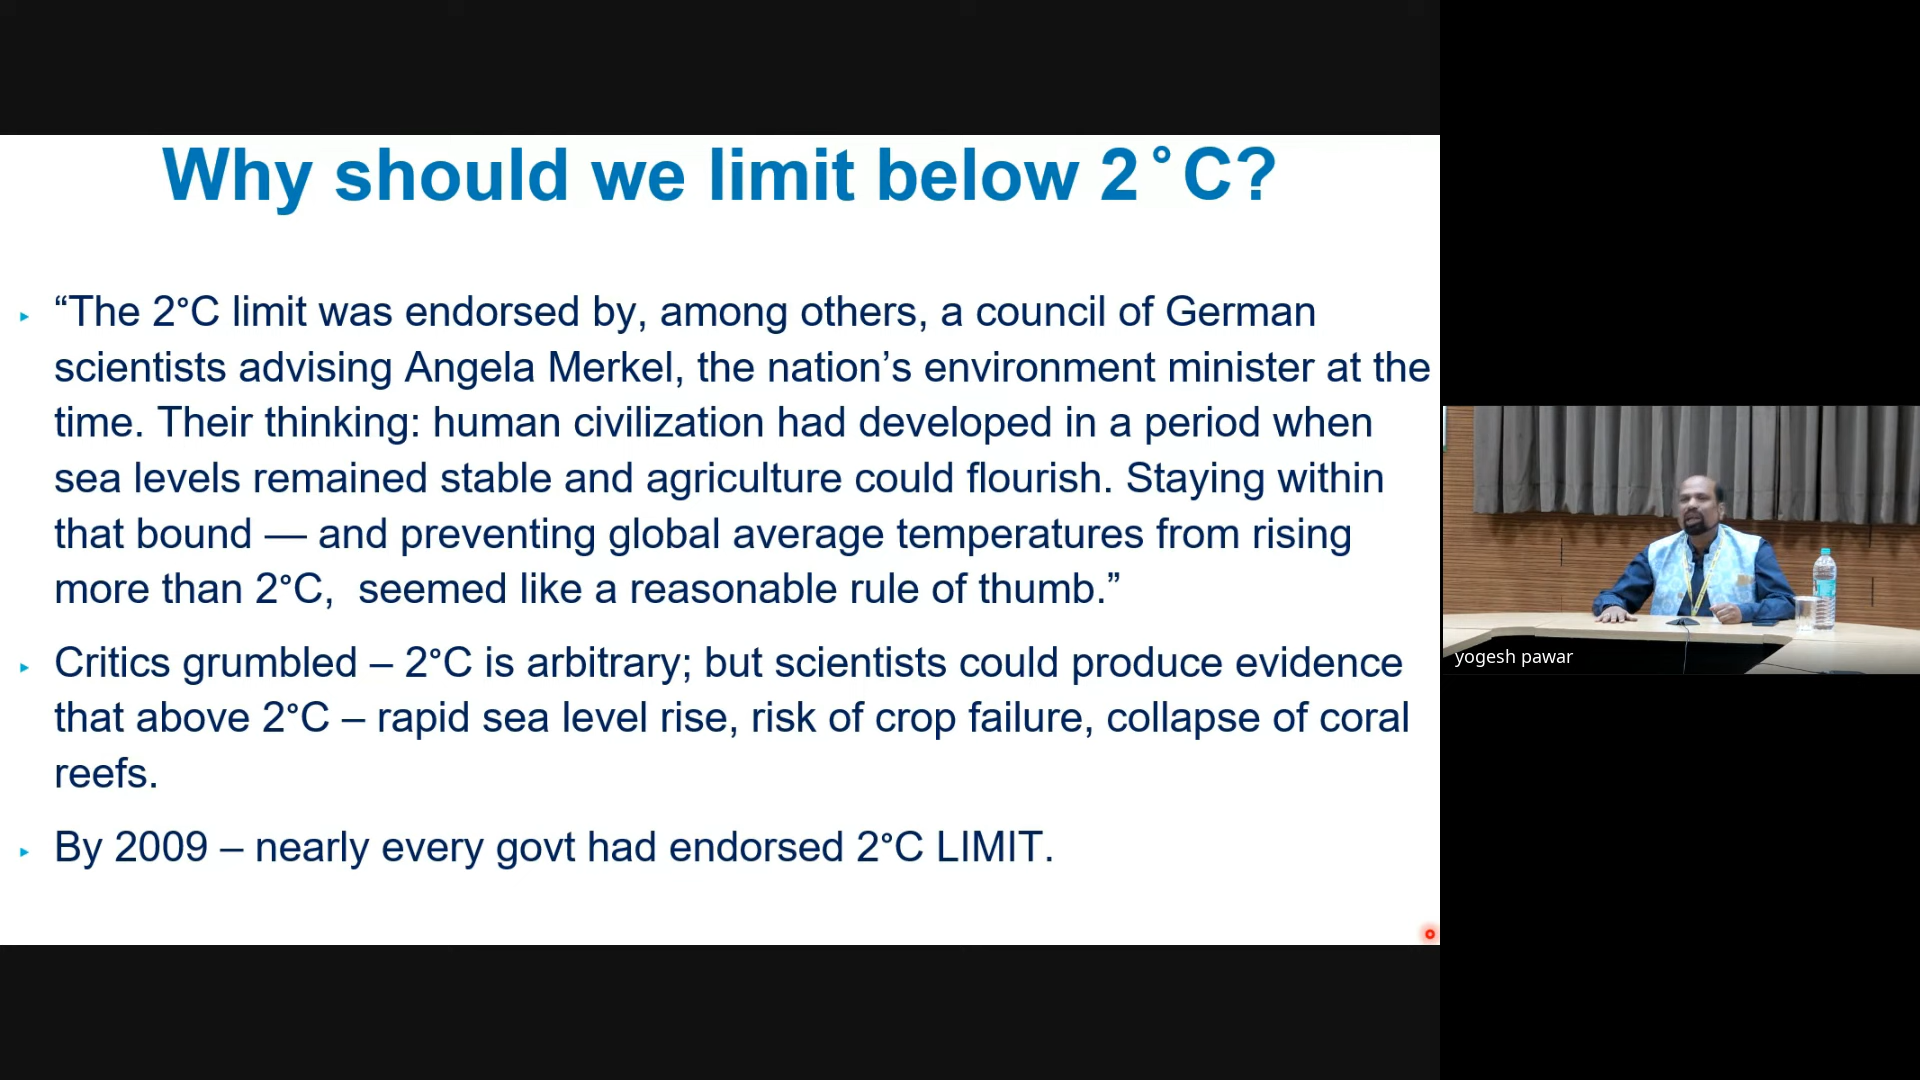 Why should we limit below 2°C?
“The 2°C limit was endorsed by, among others, a council of German
scientists advising Angela Merkel, the nation’s environment minister at the
time. Their thinking: human civilization had developed in a period when
sea levels remained stable and agriculture could flourish. Staying within
that bound — and preventing global average temperatures from rising
more than 2°C,  seemed like a reasonable rule of thumb.”
Critics grumbled – 2°C is arbitrary; but scientists could produce evidence
that above 2°C – rapid sea level rise, risk of crop failure, collapse of coral
reefs.
By 2009 – nearly every govt had endorsed 2°C LIMIT.
yogesh pawar